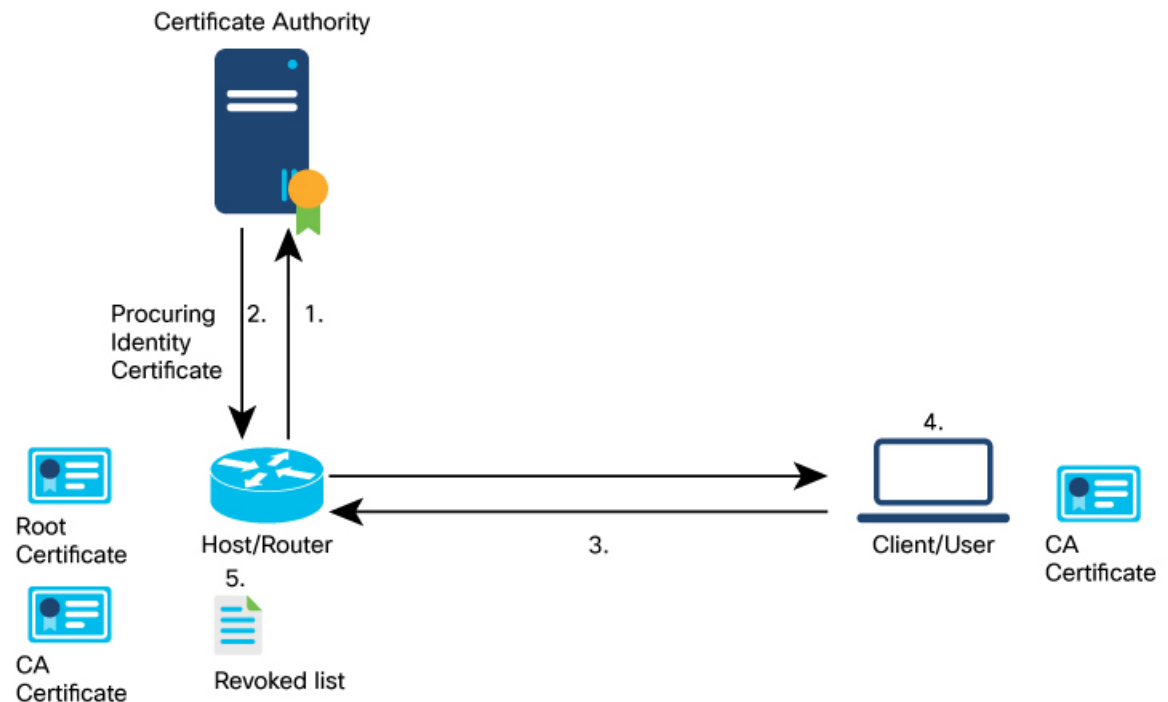 Certificate Authority
Procuring
Identity
Certificate
2.
1.
4.
Root
Certificate
Host/Router
3.
Client/User
CA
Certificate
5.
CA
Certificate
Revoked list